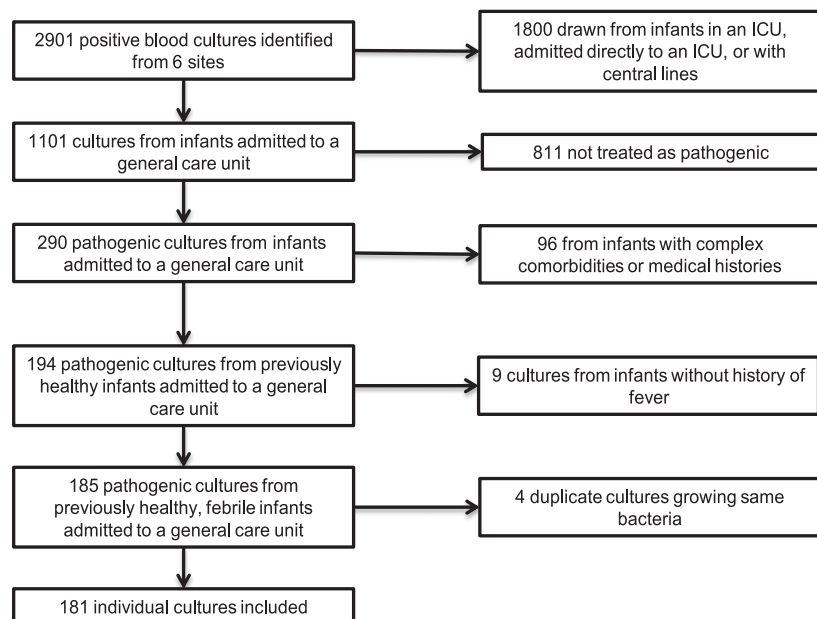 2901 positive blood cultures identified
from 6 sites
1800 drawn from infants in an ICU,
admitted directly to an ICU, or with
central lines
1101 cultures from infants admitted to a
general care unit
811 not treated as pathogenic
290 pathogenic cultures from infants
admitted to a general care unit
96 from infants with complex
comorbidities or medical histories
194 pathogenic cultures from previously
healthy infants admitted to a general
care unit
9 cultures from infants without history of
fever
185 pathogenic cultures from
previously healthy, febrile infants
admitted to a general care unit
4 duplicate cultures growing same
bacteria
181 individual cultures included